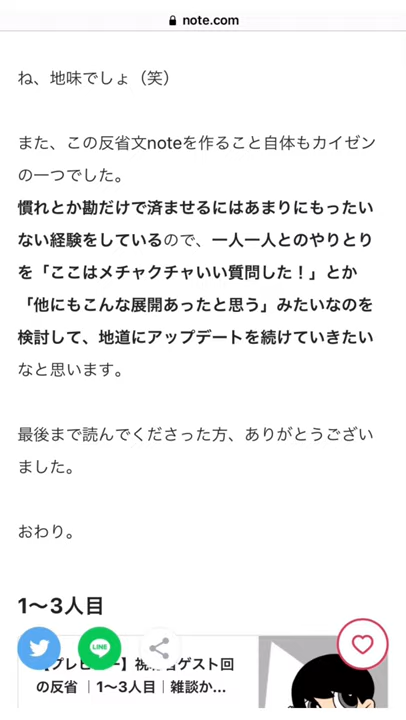 note.com
ね、地味でしょ（笑）
また、この反省文noteを作ること自体もカイゼン
の一つでした。
慣れとか勘だけで済ませるにはあまりにもったい
ない経験をしているので、一人一人とのやりとり
を「ここはメチャクチャいい質問した！」とか
「他にもこんな展開あったと思う」みたいなのを
検討して、地道にアップデートを続けていきたい
なと思います。
最後まで読んでくださった方、ありがとうござい
ました。
おわり。
1〜3人目
ゲスト回
の反省｜1〜3人目｜雑談か...
LINE